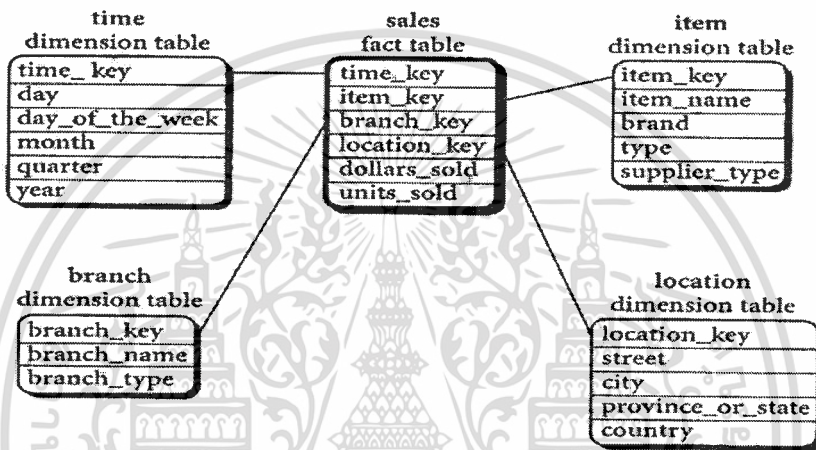 time
dimension table
time_ key
day
day_of_the_week
month
quarter
year
sales
fact table
time_key
item_key
branch_key
location_key
dollars_sold
units_sold
item
dimension table
item_key
item_name
brand
type
supplier_type
branch
dimension table
branch_key
branch_name
branch_type
location
dimension table
location_key
street
city
province_or_state
country